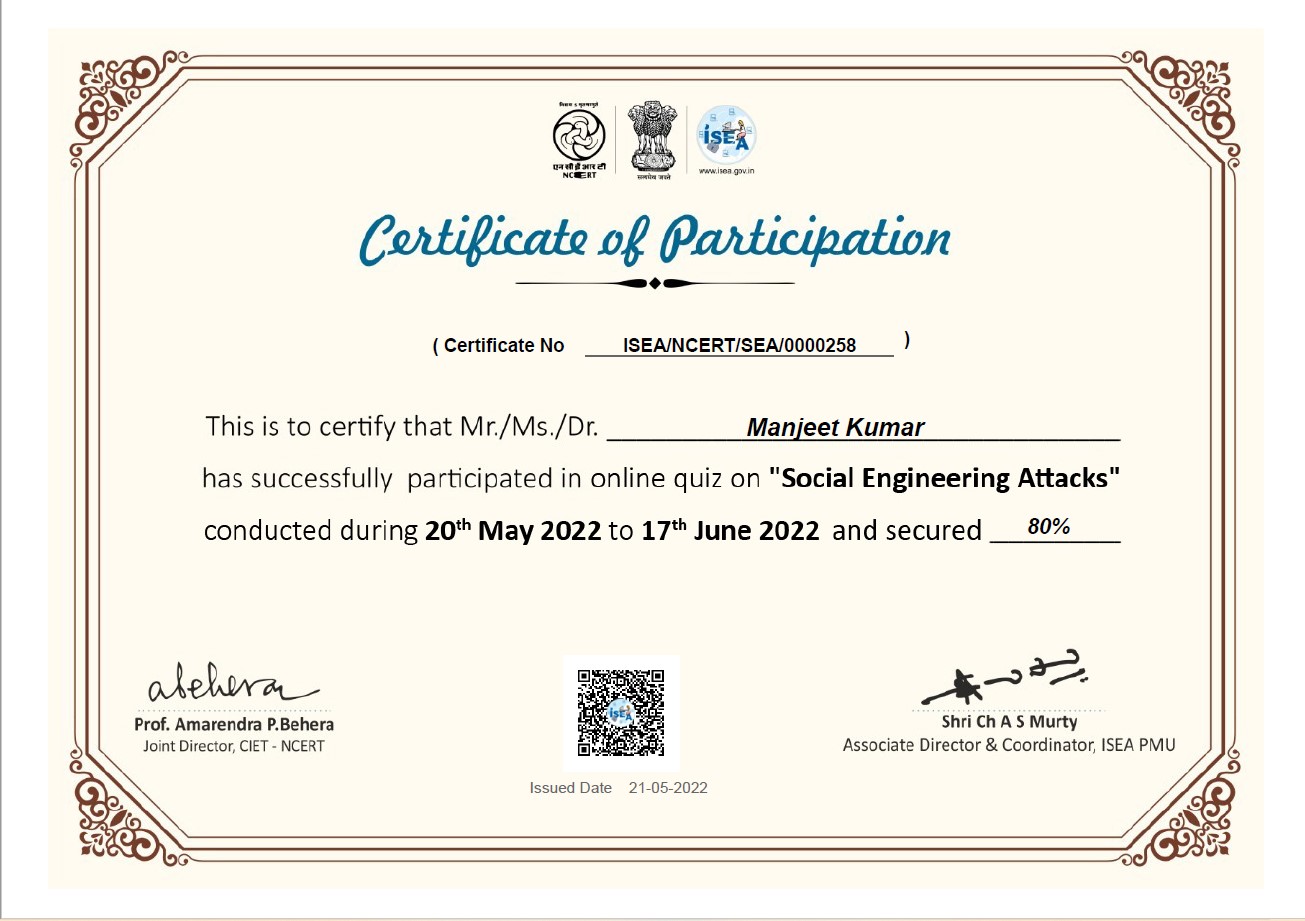 विद्यया ऽ मृतमश्नुते
एन सी ई आर टी
NCERT
सत्यमेव जयते
iSEA
www.isea.gov.in
Certificate of Participation
( Certificate No ISEA/NCERT/SEA/0000258 )
This is to certify that Mr./Ms./Dr. Manjeet Kumar
has successfully participated in online quiz on "Social Engineering Attacks"
conducted during 20th May 2022 to 17th June 2022 and secured 80%
abehera
Prof. Amarendra P.Behera
Joint Director, CIET - NCERT
iSEA
Shri Ch A S Murty
Associate Director & Coordinator, ISEA PMU
Issued Date 21-05-2022